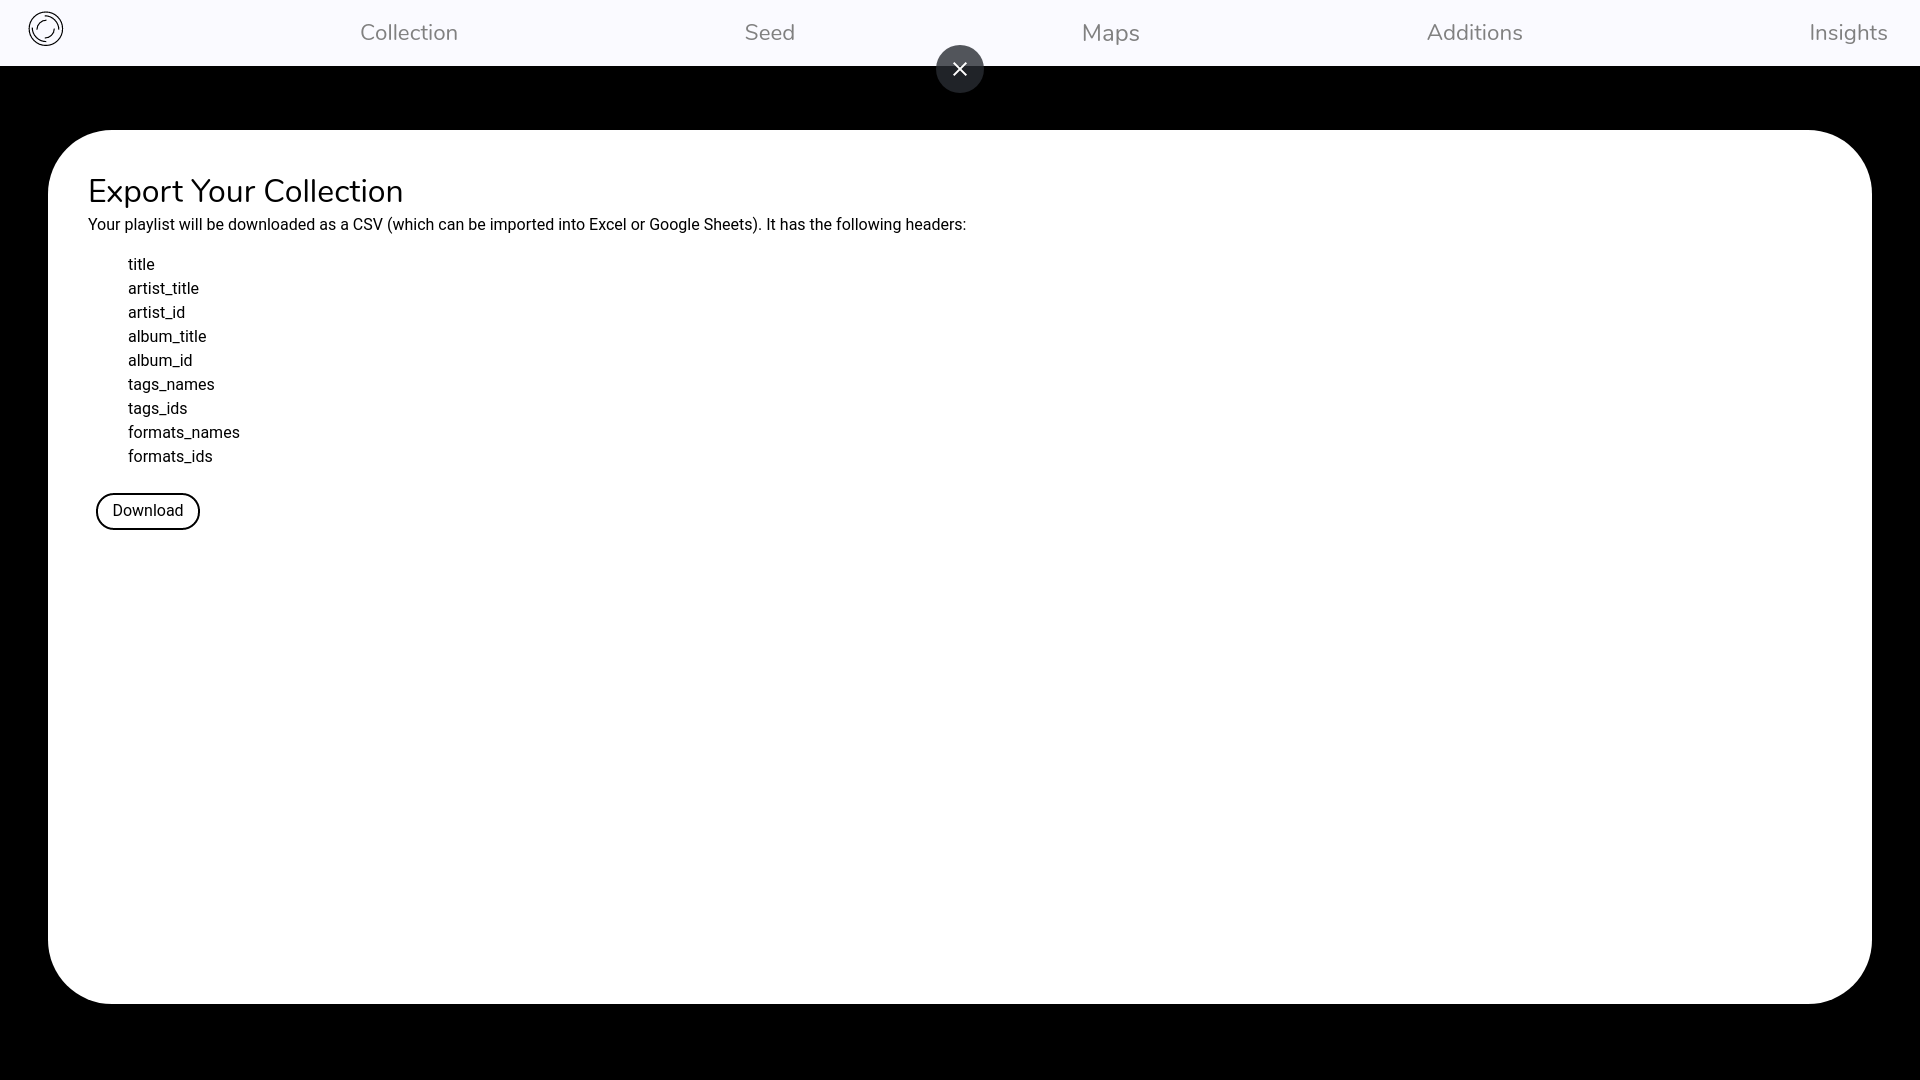 Collection
Seed
Maps
Additions
Insights
Export Your Collection
Your playlist will be downloaded as a CSV (which can be imported into Excel or Google Sheets). It has the following headers:
title
artist_title
artist_id
album_title
album_id
tags_names
tags_ids
formats_names
formats_ids
Download